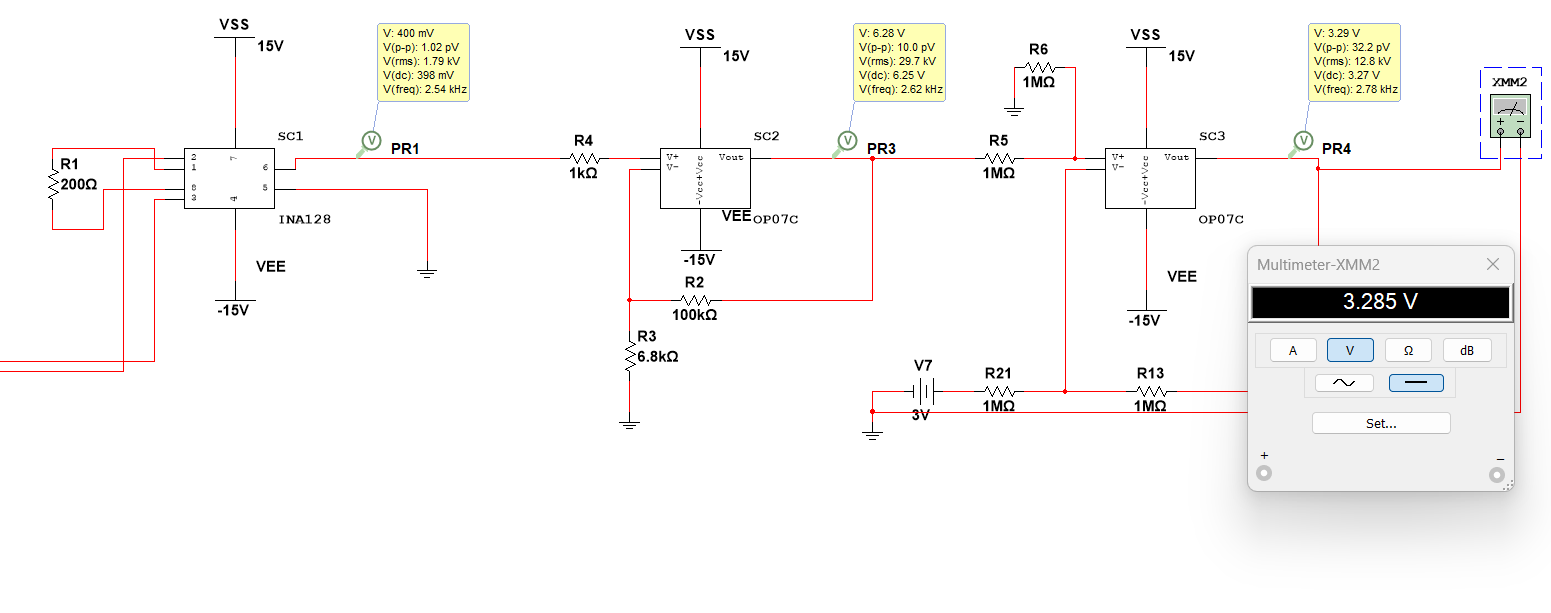 VSS
15V
V: 400 mV
V(p-p): 1.02 pV
V(rms): 1.79 kV
V(dc): 398 mV
V(freq): 2.54 kHz
PR1
R1
200Ω
SC1
2
1
8
3
7
4
6
5
INA128
VEE
-15V
R4
1kΩ
VSS
15V
V: 6.28 V
V(p-p): 10.0 pV
V(rms): 29.7 kV
V(dc): 6.25 V
V(freq): 2.62 kHz
PR3
SC2
V+
V-
Vout
-Vcc+Vcc
VEE
OP07C
-15V
R2
100kΩ
R3
6.8kΩ
R6
1MΩ
R5
1MΩ
VSS
15V
V: 3.29 V
V(p-p): 32.2 pV
V(rms): 12.8 kV
V(dc): 3.27 V
V(freq): 2.78 kHz
PR4
SC3
V+
V-
Vout
-Vcc+Vcc
OP07C
VEE
-15V
V7
3V
R21
1MΩ
R13
1MΩ
XMM2
+ −
Multimeter-XMM2
3.285 V
A V Ω dB
Set...
+ −